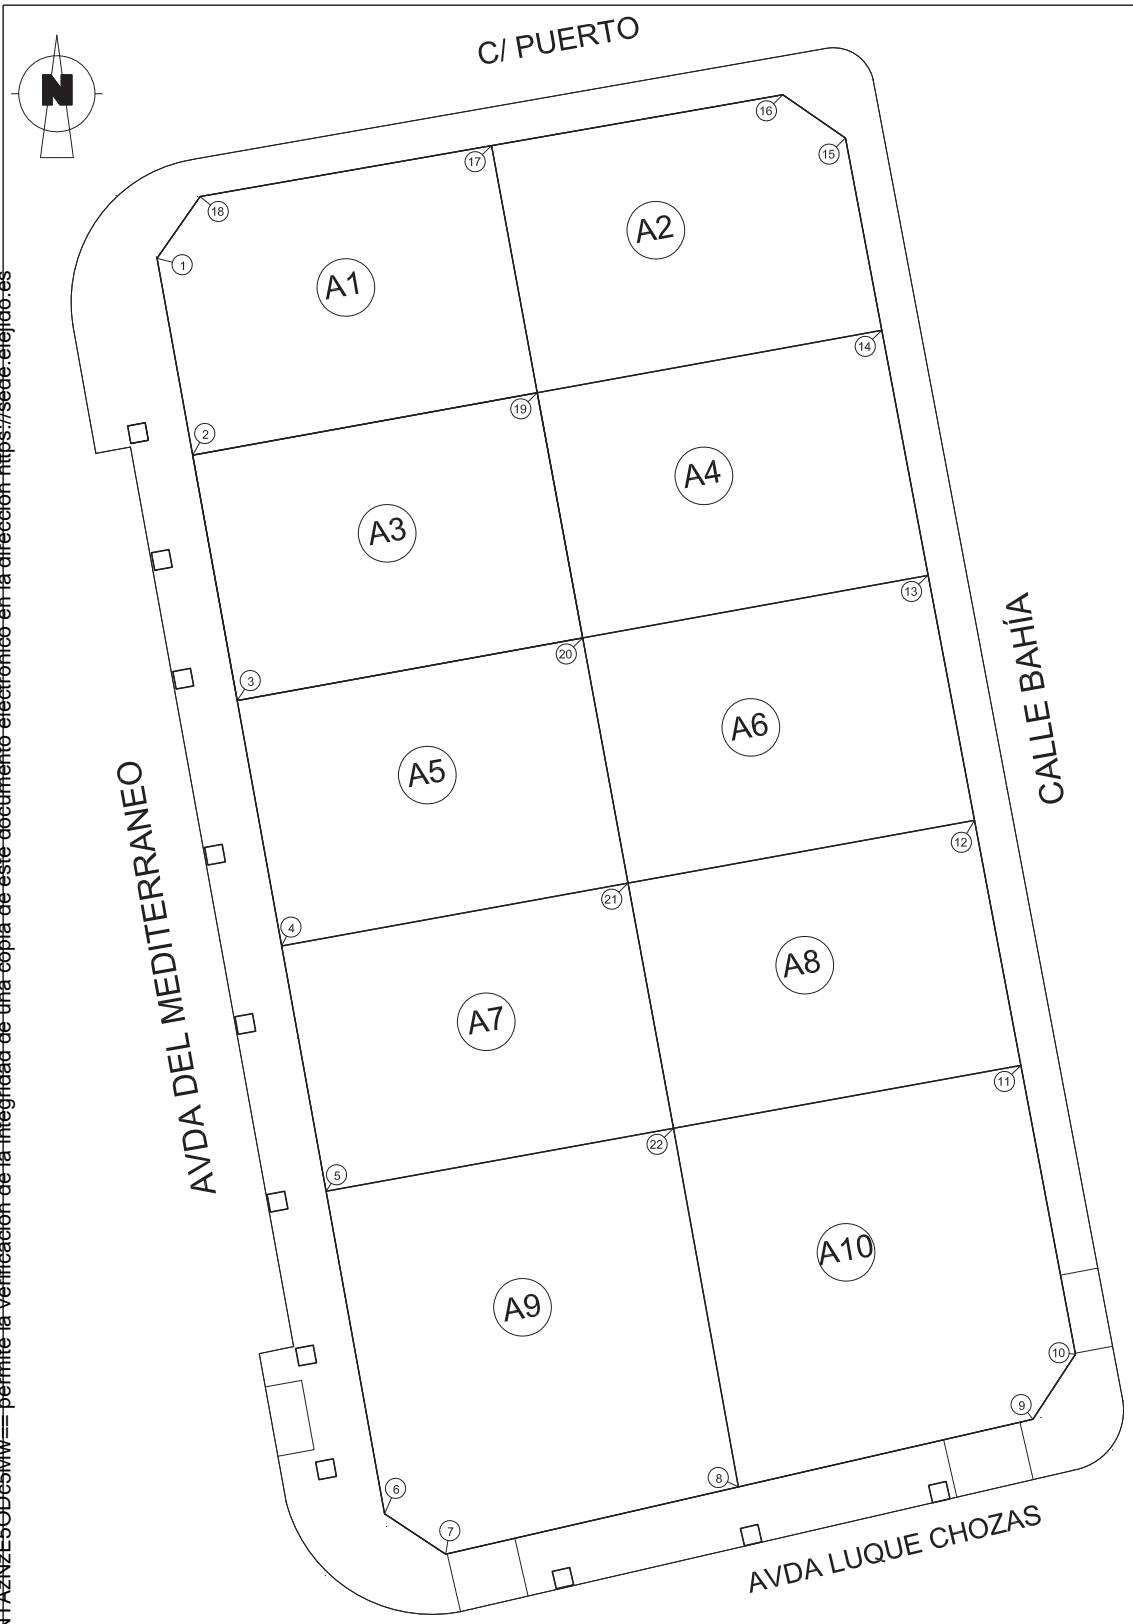 C/ PUERTO
N
16
15
17
18
1
A2
A1
14
19
2
A4
A3
13
20
3
A6
A5
12
21
4
A8
A7
11
22
5
A10
A9
10
9
8
6
7
CALLE BAHÍA
AVDA DEL MEDITERRANEO
AVDA LUQUE CHOZAS
permite la verificación de la integridad de una copia de este documento electrónico en la dirección https://sede.elejido.es